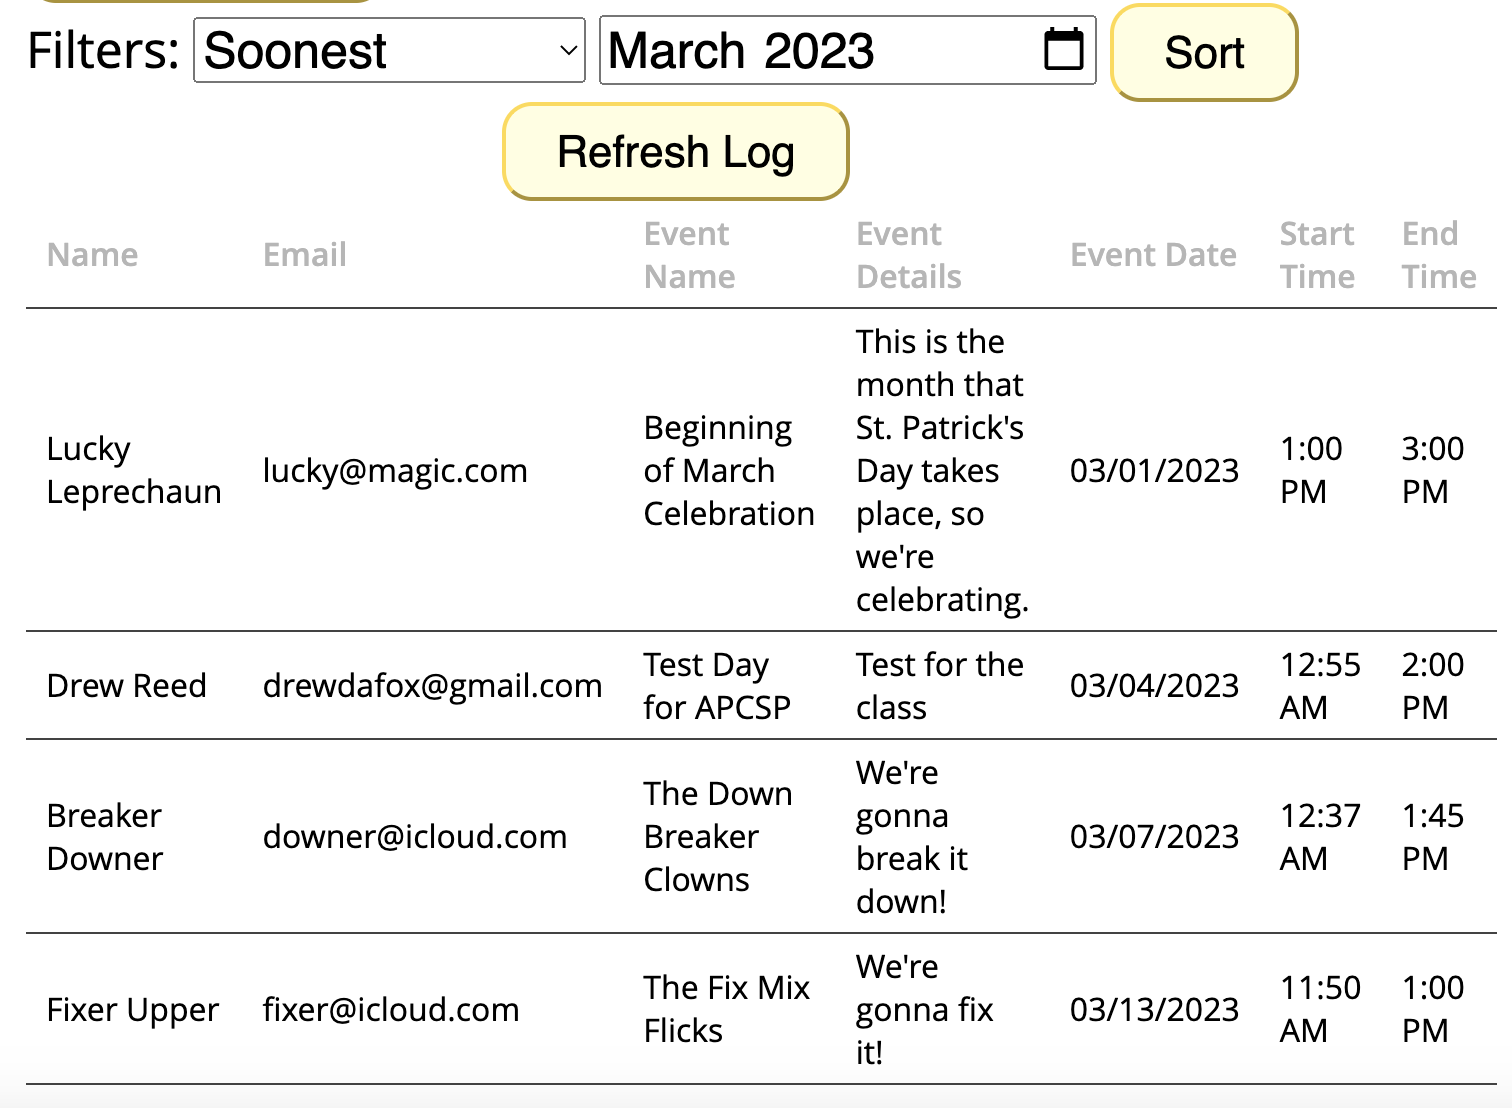 Filters: Soonest March 2023 Sort
Refresh Log
Name Email Event Name Event Details Event Date Start Time End Time
Lucky Leprechaun lucky@magic.com Beginning of March Celebration This is the month that St. Patrick's Day takes place, so we're celebrating. 03/01/2023 1:00 PM 3:00 PM
Drew Reed drewdafox@gmail.com Test Day for APCSP Test for the class 03/04/2023 12:55 AM 2:00 PM
Breaker Downer downer@icloud.com The Down Breaker Clowns We're gonna break it down! 03/07/2023 12:37 AM 1:45 PM
Fixer Upper fixer@icloud.com The Fix Mix Flicks We're gonna fix it! 03/13/2023 11:50 AM 1:00 PM